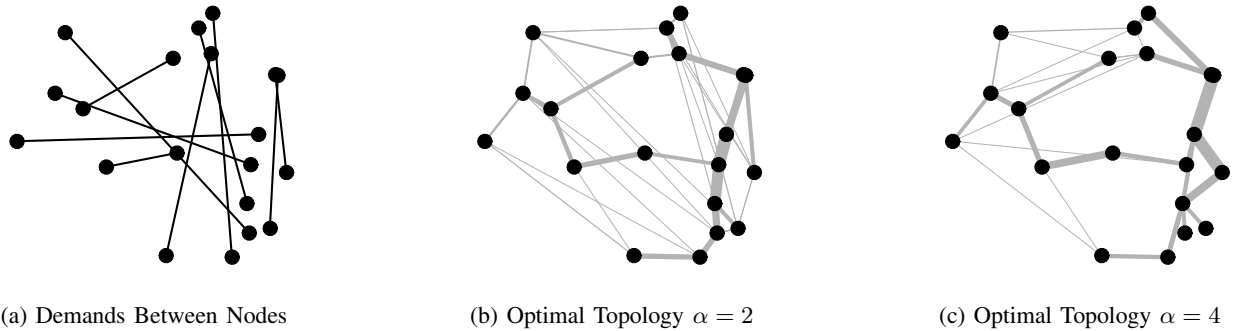 (a) Demands Between Nodes
(b) Optimal Topology α = 2
(c) Optimal Topology α = 4